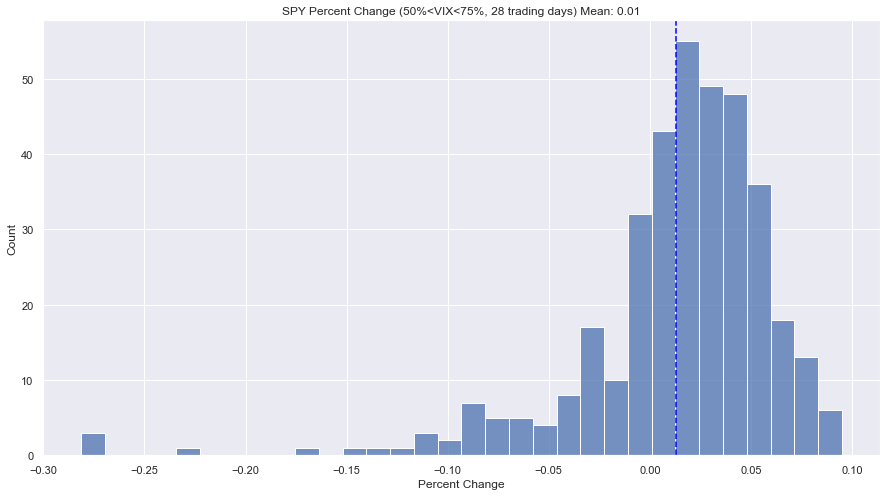 SPY Percent Change (50%<VIX<75%, 28 trading days) Mean: 0.01
50
40
30
20
10
0
Count
−0.30 −0.25 −0.20 −0.15 −0.10 −0.05 0.00 0.05 0.10
Percent Change